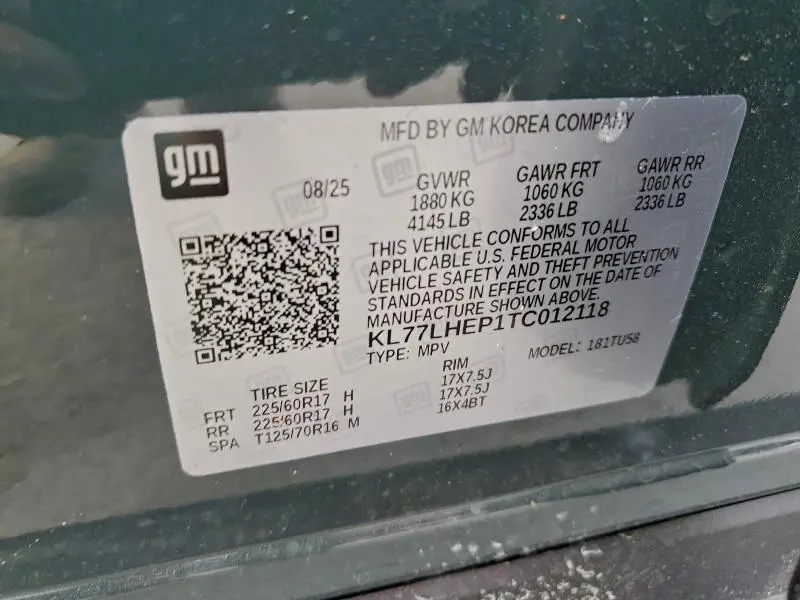 gm
MFD BY GM KOREA COMPANY
08/25
GVWR
1880 KG
4145 LB
GAWR FRT
1060 KG
2336 LB
GAWR RR
1060 KG
2336 LB
THIS VEHICLE CONFORMS TO ALL
APPLICABLE U.S. FEDERAL MOTOR
VEHICLE SAFETY AND THEFT PREVENTION
STANDARDS IN EFFECT ON THE DATE OF
MANUFACTURE SHOWN ABOVE.
KL77LHEP1TC012118
TYPE: MPV MODEL: 181TU58
TIRE SIZE RIM
FRT 225/60R17 H 17X7.5J
RR 225/60R17 H 17X7.5J
SPA T125/70R16 M 16X4BT